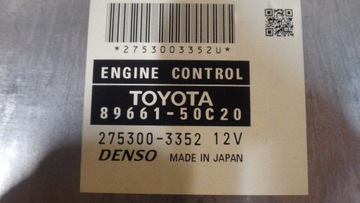 *2753003352U*
ENGINE CONTROL
TOYOTA
89661-50C20
275300-3352 12V
DENSO MADE IN JAPAN